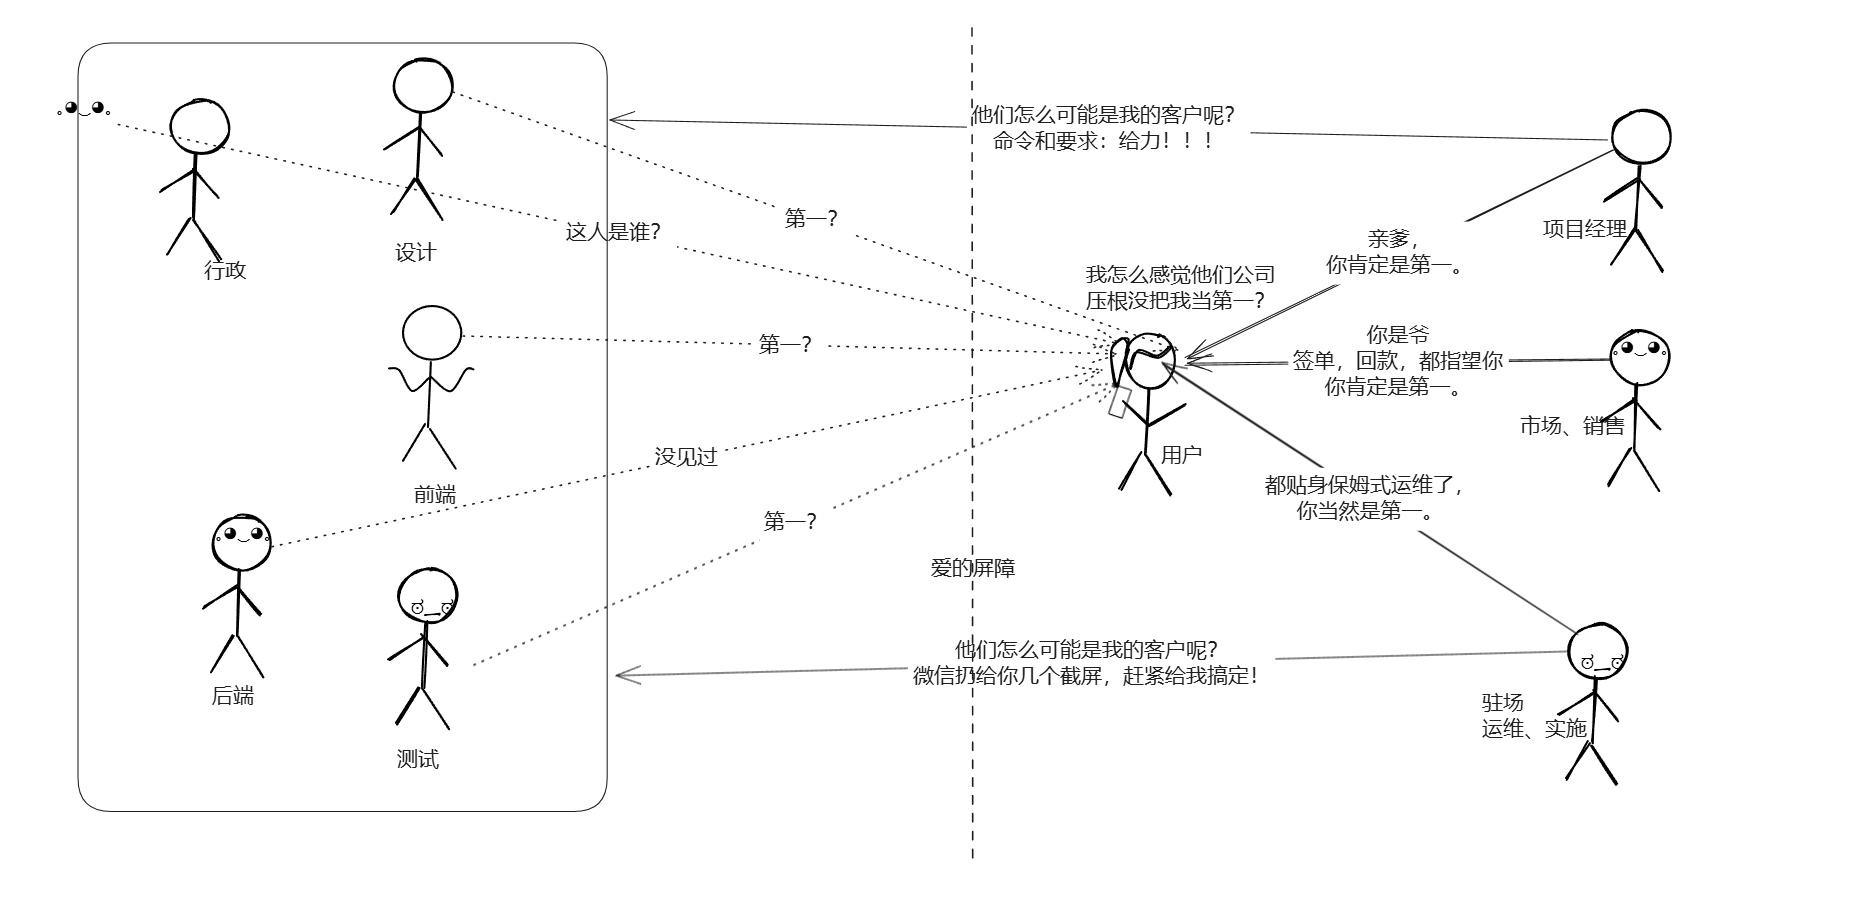 他们怎么可能是我的客户呢?
命令和要求：给力！！！
第一?
这人是谁?
项目经理
亲爹，
你肯定是第一。
设计
行政
我怎么感觉他们公司
压根没把我当第一?
你是爷
签单，回款，都指望你
你肯定是第一。
第一?
市场、销售
没见过
用户
前端
都贴身保姆式运维了，
你当然是第一。
第一?
爱的屏障
他们怎么可能是我的客户呢?
微信扔给你几个截屏，赶紧给我搞定!
后端
驻场
运维、实施
测试